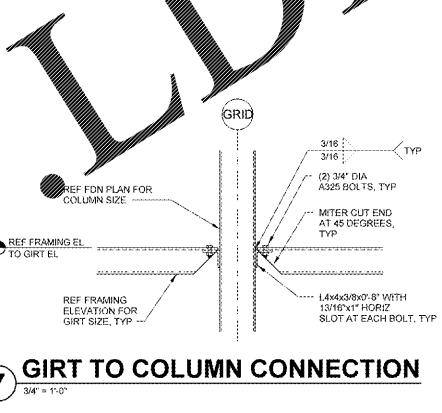 .LD
GRID
3/16
3/16
TYP
(2) 3/4" DIA
A325 BOLTS, TYP
REF FDN PLAN FOR
COLUMN SIZE
MITER CUT END
AT 45 DEGREES,
TYP
REF FRAMING EL
TO GIRT EL
REF FRAMING
ELEVATION FOR
GIRT SIZE, TYP
L4x4x3/8x0'-8" WITH
13/16"x1" HORIZ
SLOT AT EACH BOLT, TYP
7
GIRT TO COLUMN CONNECTION
3/4" = 1'-0"